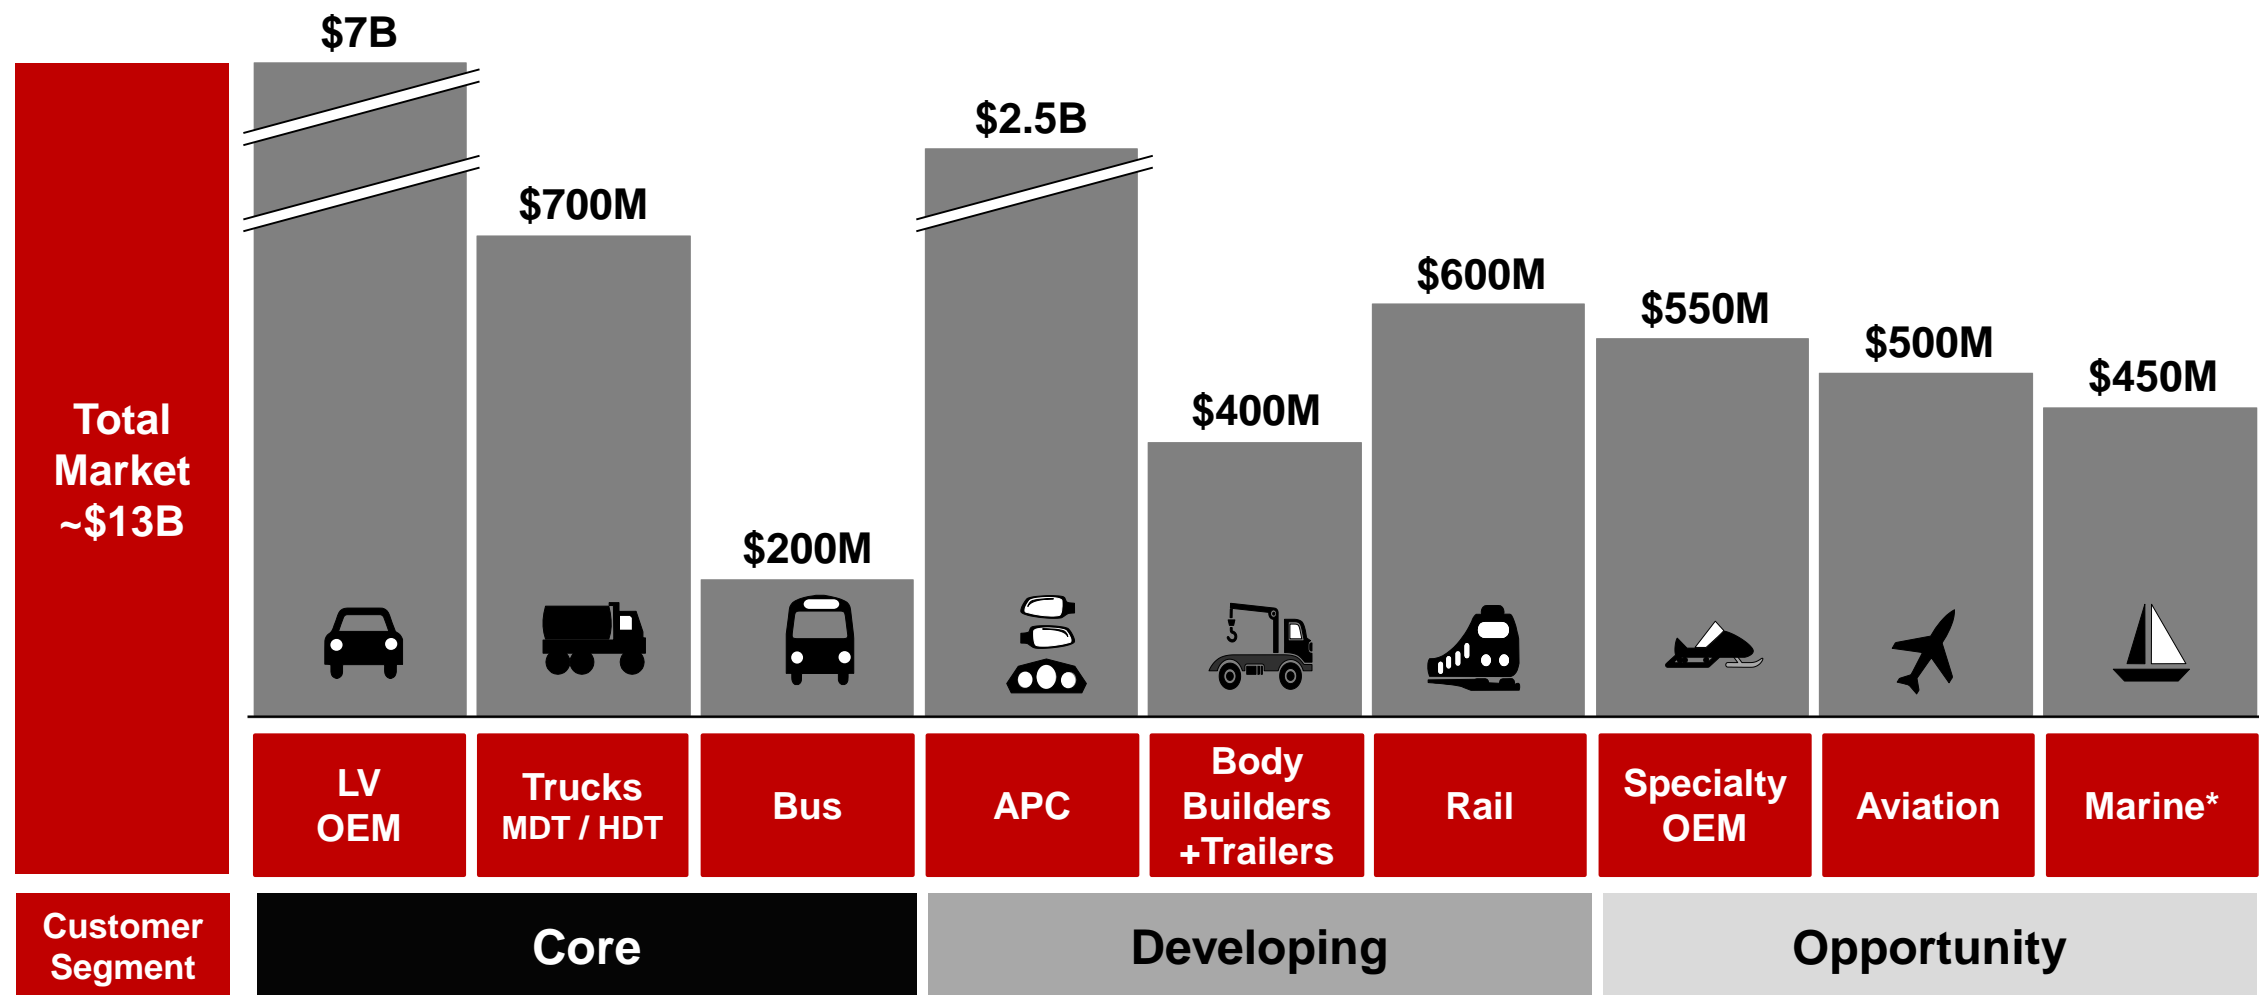 $7B
$2.5B
$700M
$600M
$550M
$500M
$450M
$400M
$200M
Total
Market
~$13B
LV
OEM
Trucks
MDT / HDT
Bus
APC
Body
Builders
+Trailers
Rail
Specialty
OEM
Aviation
Marine*
Customer
Segment
Core
Developing
Opportunity